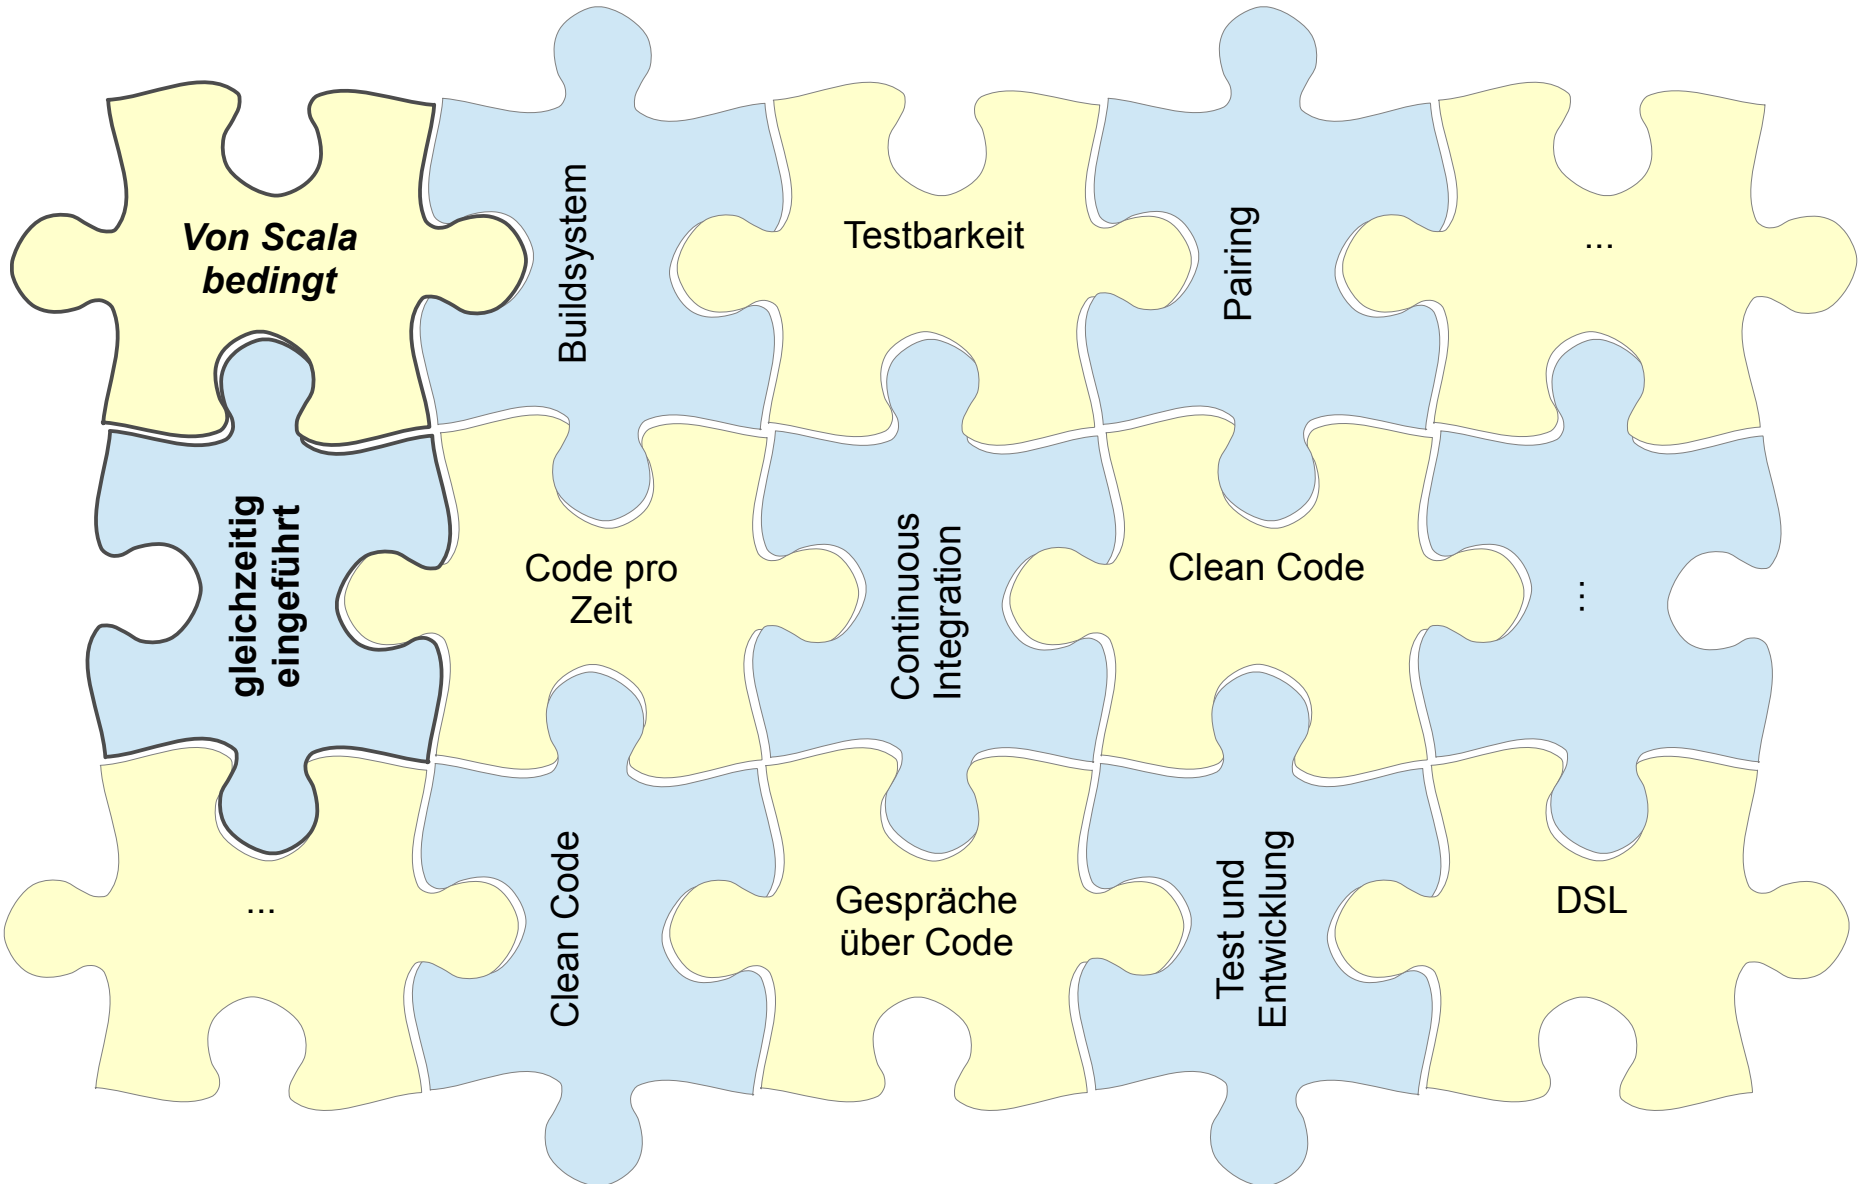 Von Scala
bedingt
Buildsystem
Testbarkeit
Pairing
...
gleichzeitig
eingeführt
Code pro
Zeit
Continuous
Integration
Clean Code
...
...
Clean Code
Gespräche
über Code
Test und
Entwicklung
DSL